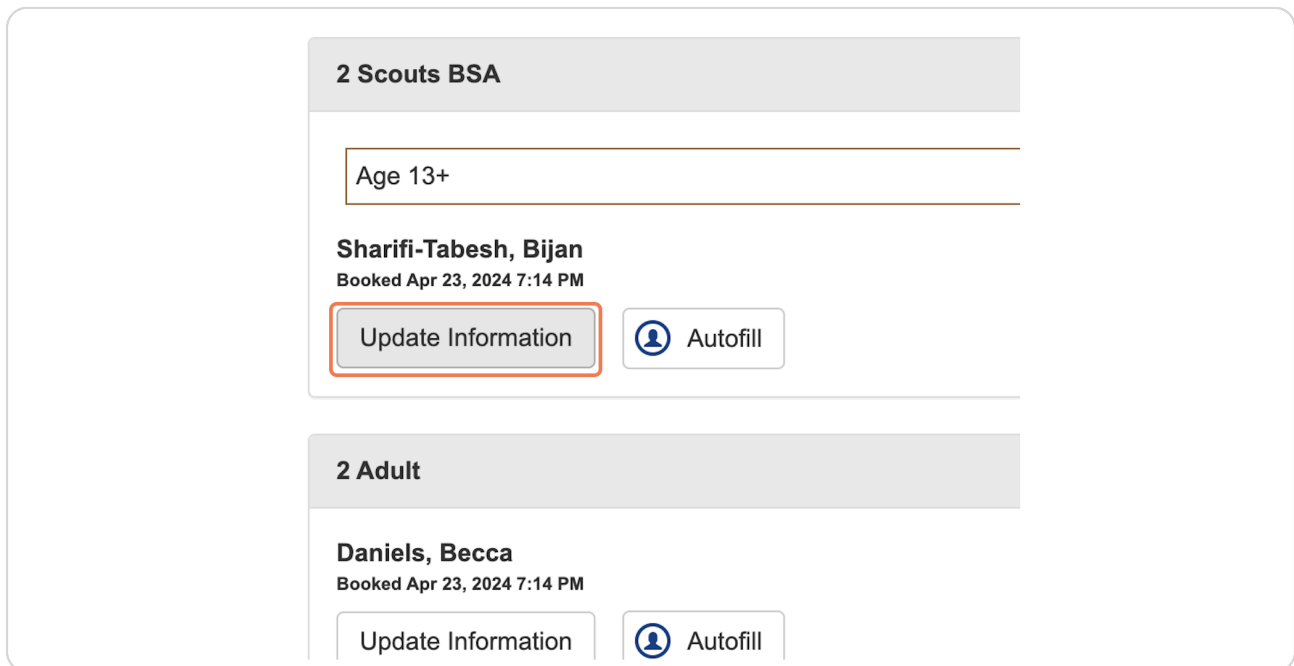 2 Scouts BSA
Age 13+
Sharifi-Tabesh, Bijan
Booked Apr 23, 2024 7:14 PM
Update Information Autofill
2 Adult
Daniels, Becca
Booked Apr 23, 2024 7:14 PM
Update Information Autofill